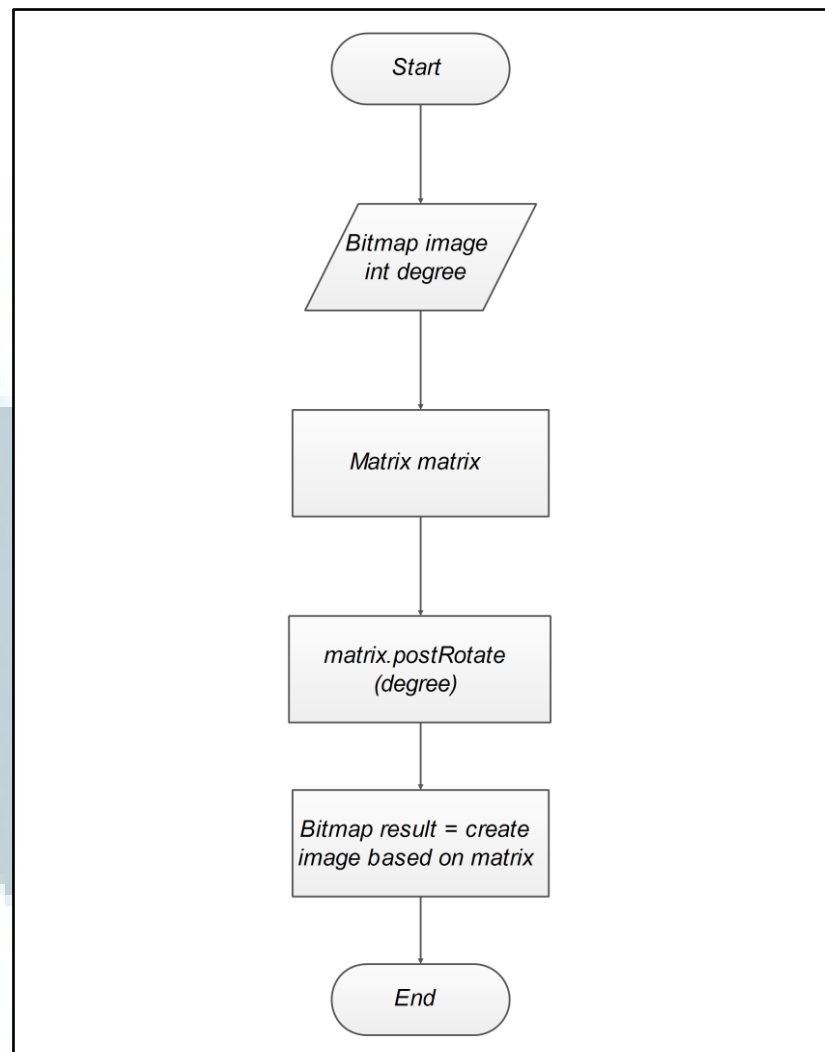 Start
Bitmap image
int degree
Matrix matrix
matrix.postRotate
(degree)
Bitmap result = create
image based on matrix
End